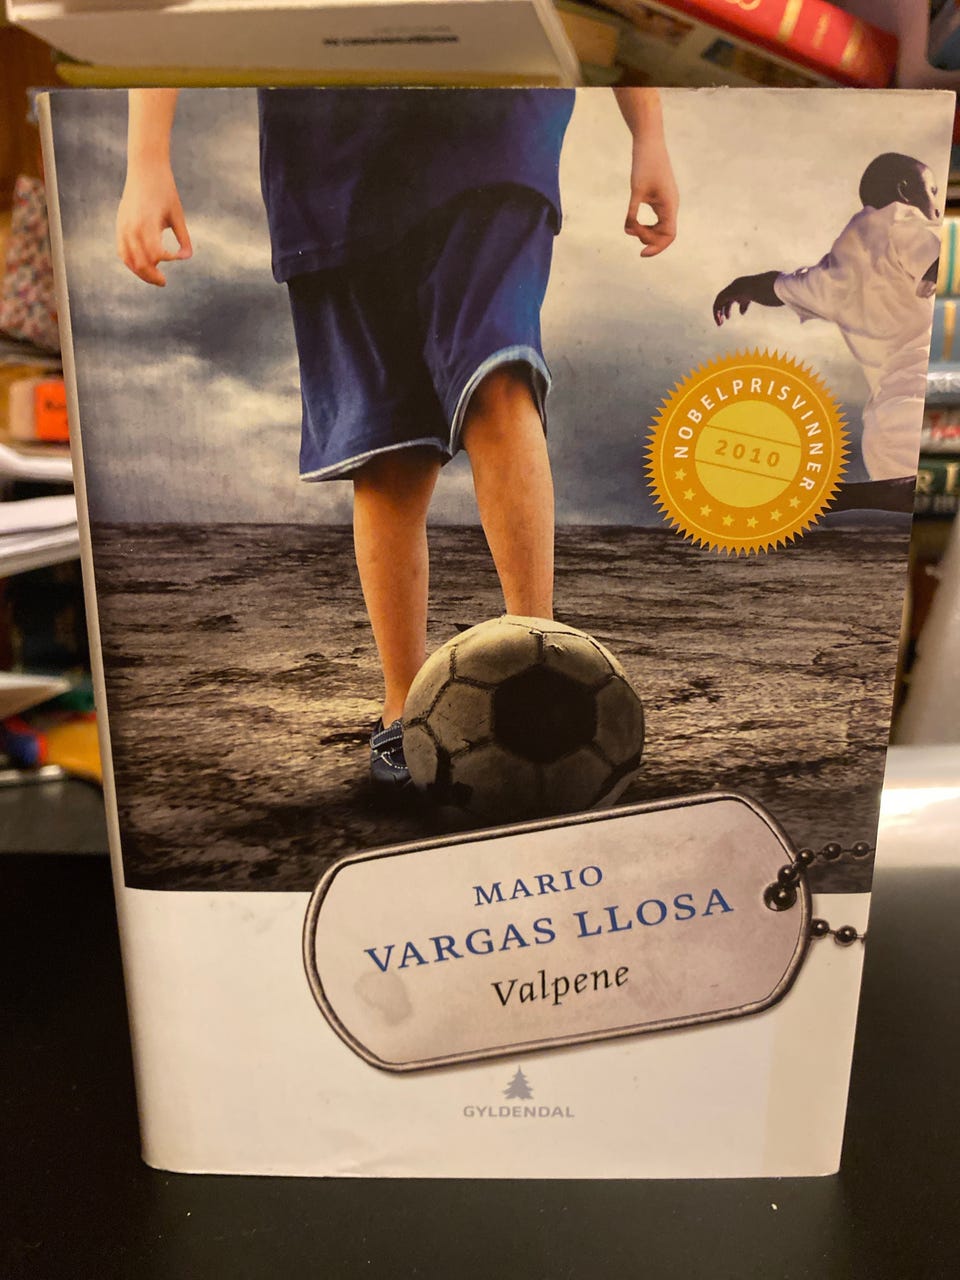 NOBELPRISVINNER
2010
MARIO
VARGAS LLOSA
Valpene
GYLDENDAL